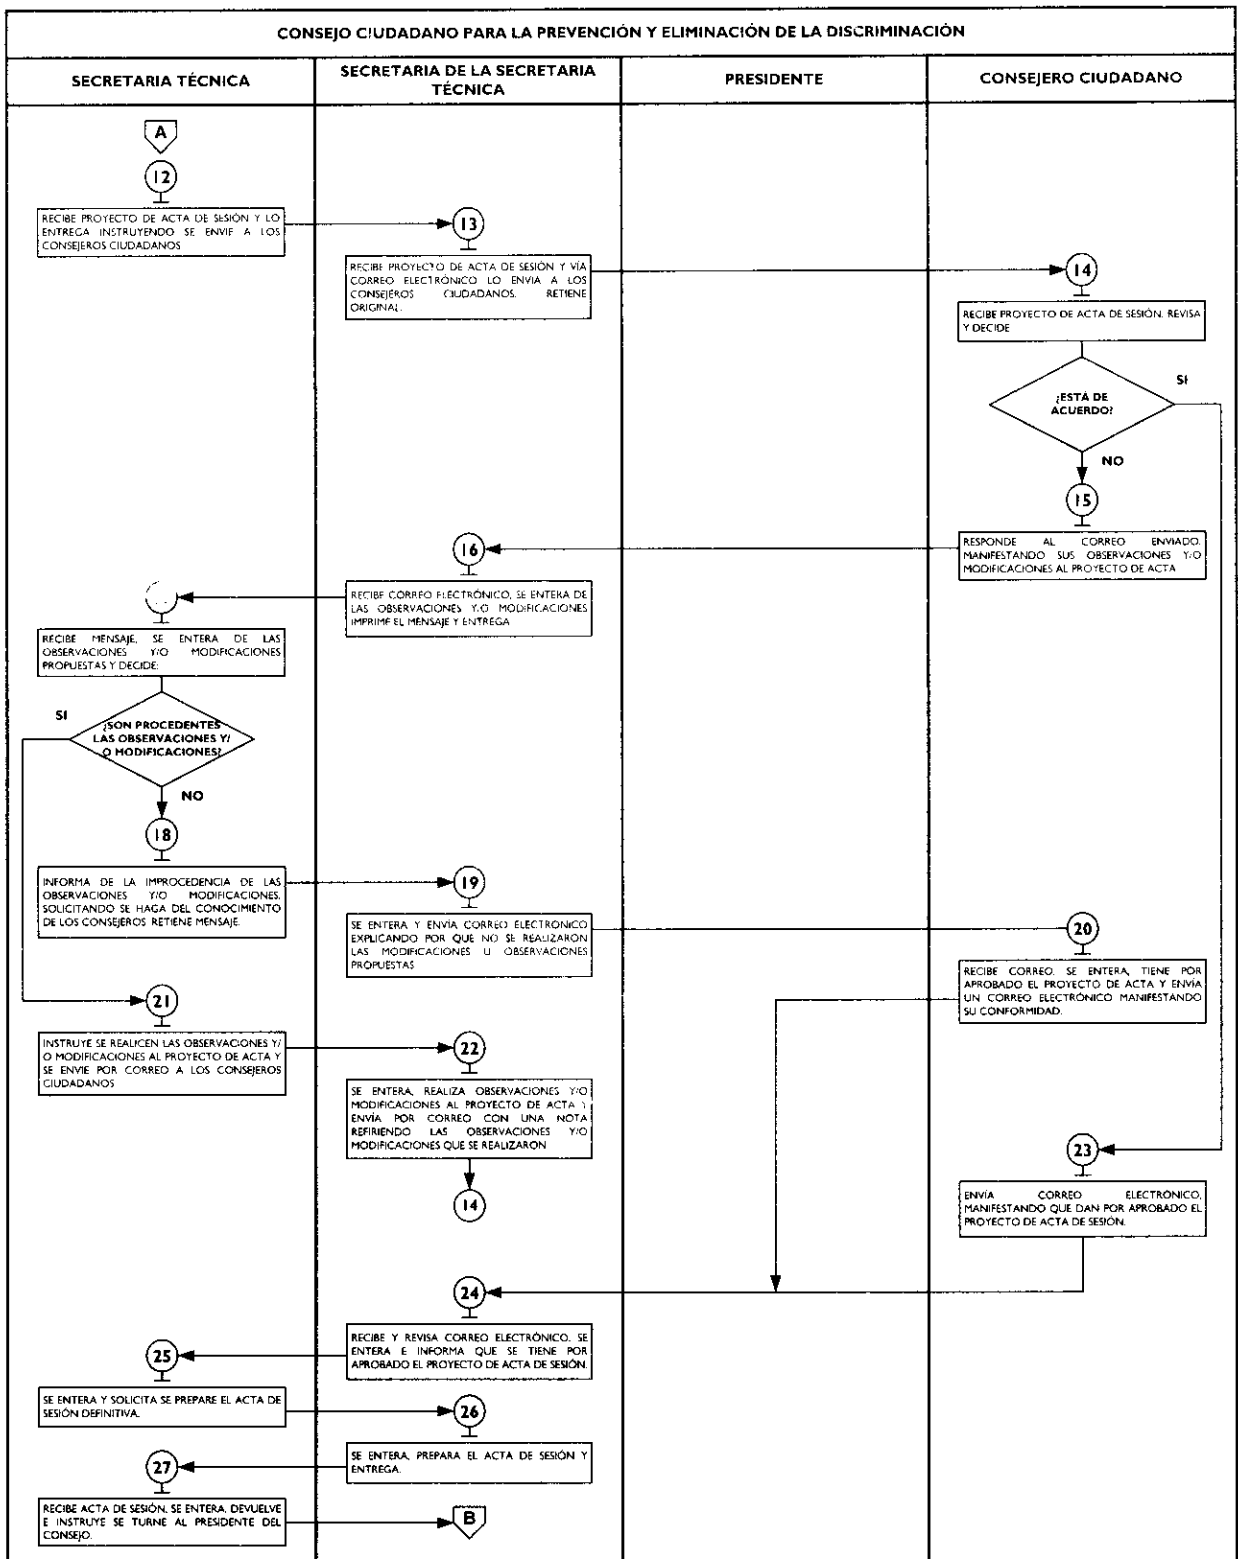 CONSEJO CIUDADANO PARA LA PREVENCIÓN Y ELIMINACIÓN DE LA DISCRIMINACIÓN
SECRETARIA TÉCNICA
SECRETARIA DE LA SECRETARIA
TÉCNICA
PRESIDENTE
CONSEJERO CIUDADANO
A
12
RECIBE PROYECTO DE ACTA DE SESIÓN Y LO
ENTREGA INSTRUYENDO SE ENVIE A LOS
CONSEJEROS CIUDADANOS
13
RECIBE PROYECTO DE ACTA DE SESIÓN Y VÍA
CORREO ELECTRÓNICO LO ENVIA A LOS
CONSEJEROS CIUDADANOS. RETIENE
ORIGINAL.
14
RECIBE PROYECTO DE ACTA DE SESIÓN. REVISA
Y DECIDE
¿ESTÁ DE
ACUERDO?
SI
NO
15
RESPONDE AL CORREO ENVIADO.
MANIFESTANDO SUS OBSERVACIONES Y/O
MODIFICACIONES AL PROYECTO DE ACTA
16
RECIBE CORREO ELECTRÓNICO, SE ENTERA DE
LAS OBSERVACIONES Y/O MODIFICACIONES
IMPRIME EL MENSAJE Y ENTREGA
RECIBE MENSAJE, SE ENTERA DE LAS
OBSERVACIONES Y/O MODIFICACIONES
PROPUESTAS Y DECIDE:
¿SON PROCEDENTES
LAS OBSERVACIONES Y/
O MODIFICACIONES?
SI
NO
18
INFORMA DE LA IMPROCEDENCIA DE LAS
OBSERVACIONES Y/O MODIFICACIONES.
SOLICITANDO SE HAGA DEL CONOCIMIENTO
DE LOS CONSEJEROS RETIENE MENSAJE.
19
SE ENTERA Y ENVÍA CORREO ELECTRONICO
EXPLICANDO POR QUE NO SE REALIZARON
LAS MODIFICACIONES U OBSERVACIONES
PROPUESTAS
20
RECIBE CORREO. SE ENTERA, TIENE POR
APROBADO EL PROYECTO DE ACTA Y ENVÍA
UN CORREO ELECTRÓNICO MANIFESTANDO
SU CONFORMIDAD.
21
INSTRUYE SE REALICEN LAS OBSERVACIONES Y/
O MODIFICACIONES AL PROYECTO DE ACTA Y
SE ENVIE POR CORREO A LOS CONSEJEROS
CIUDADANOS
22
SE ENTERA, REALIZA OBSERVACIONES Y/O
MODIFICACIONES AL PROYECTO DE ACTA Y
ENVÍA POR CORREO CON UNA NOTA
REFIRIENDO LAS OBSERVACIONES Y/O
MODIFICACIONES QUE SE REALIZARON
14
23
ENVÍA CORREO ELECTRÓNICO,
MANIFESTANDO QUE DAN POR APROBADO EL
PROYECTO DE ACTA DE SESIÓN.
24
RECIBE Y REVISA CORREO ELECTRÓNICO. SE
ENTERA E INFORMA QUE SE TIENE POR
APROBADO EL PROYECTO DE ACTA DE SESIÓN.
25
SE ENTERA Y SOLICITA SE PREPARE EL ACTA DE
SESIÓN DEFINITIVA.
26
SE ENTERA, PREPARA EL ACTA DE SESIÓN Y
ENTREGA.
27
RECIBE ACTA DE SESIÓN. SE ENTERA, DEVUELVE
E INSTRUYE SE TURNE AL PRESIDENTE DEL
CONSEJO.
B